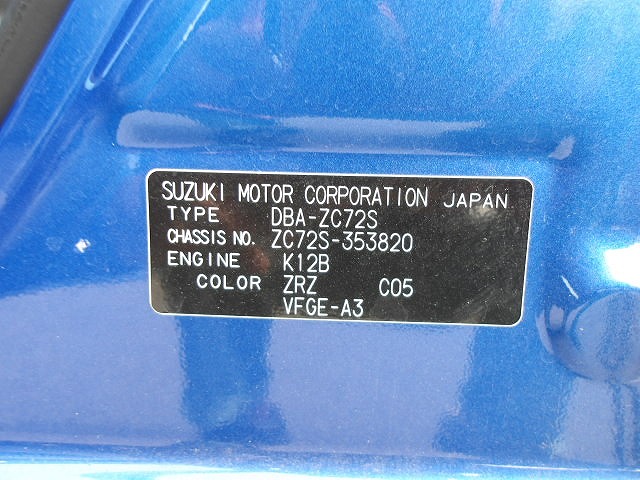 SUZUKI MOTOR CORPORATION JAPAN
TYPE DBA-ZC72S
CHASSIS NO. ZC72S-353820
ENGINE K12B
COLOR ZRZ C05
VFGE-A3